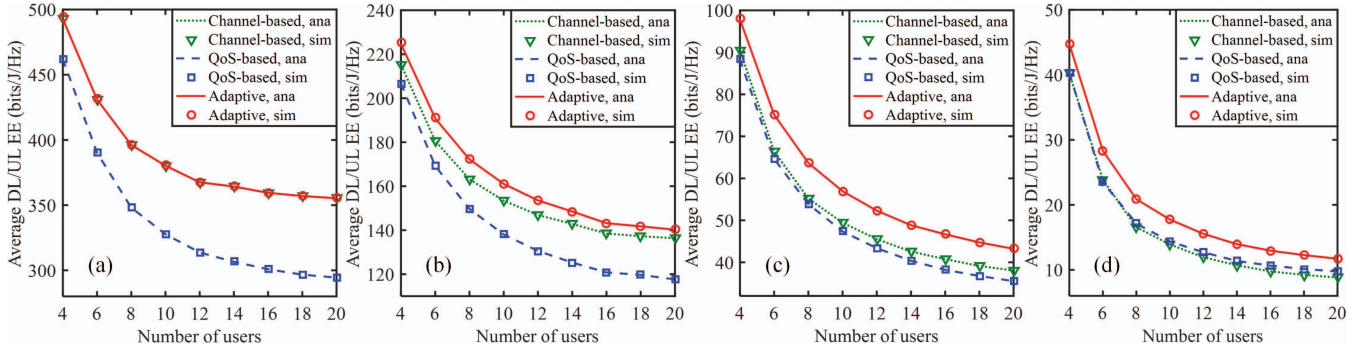 Average DL/UL EE (bits/J/Hz)
500
450
400
350
300
4 6 8 10 12 14 16 18 20
Number of users
(a)
Channel-based, ana
Channel-based, sim
QoS-based, ana
QoS-based, sim
Adaptive, ana
Adaptive, sim
Average DL/UL EE (bits/J/Hz)
240
220
200
180
160
140
120
4 6 8 10 12 14 16 18 20
Number of users
(b)
Channel-based, ana
Channel-based, sim
QoS-based, ana
QoS-based, sim
Adaptive, ana
Adaptive, sim
Average DL/UL EE (bits/J/Hz)
100
90
80
70
60
50
40
4 6 8 10 12 14 16 18 20
Number of users
(c)
Channel-based, ana
Channel-based, sim
QoS-based, ana
QoS-based, sim
Adaptive, ana
Adaptive, sim
Average DL/UL EE (bits/J/Hz)
50
40
30
20
10
4 6 8 10 12 14 16 18 20
Number of users
(d)
Channel-based, ana
Channel-based, sim
QoS-based, ana
QoS-based, sim
Adaptive, ana
Adaptive, sim